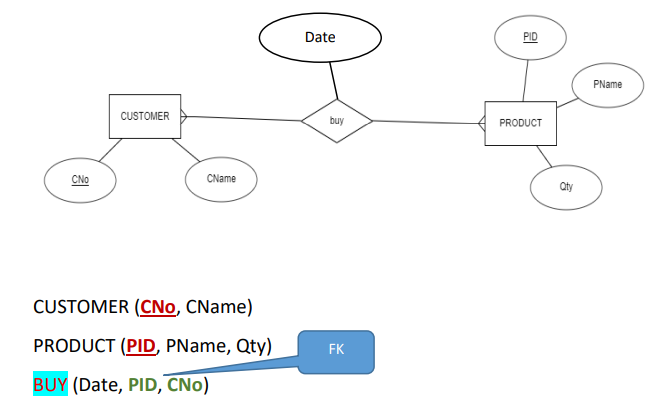 Date
PID
PName
CUSTOMER
buy
PRODUCT
CNo
CName
Qty
CUSTOMER (CNo, CName)
PRODUCT (PID, PName, Qty)
FK
BUY (Date, PID, CNo)